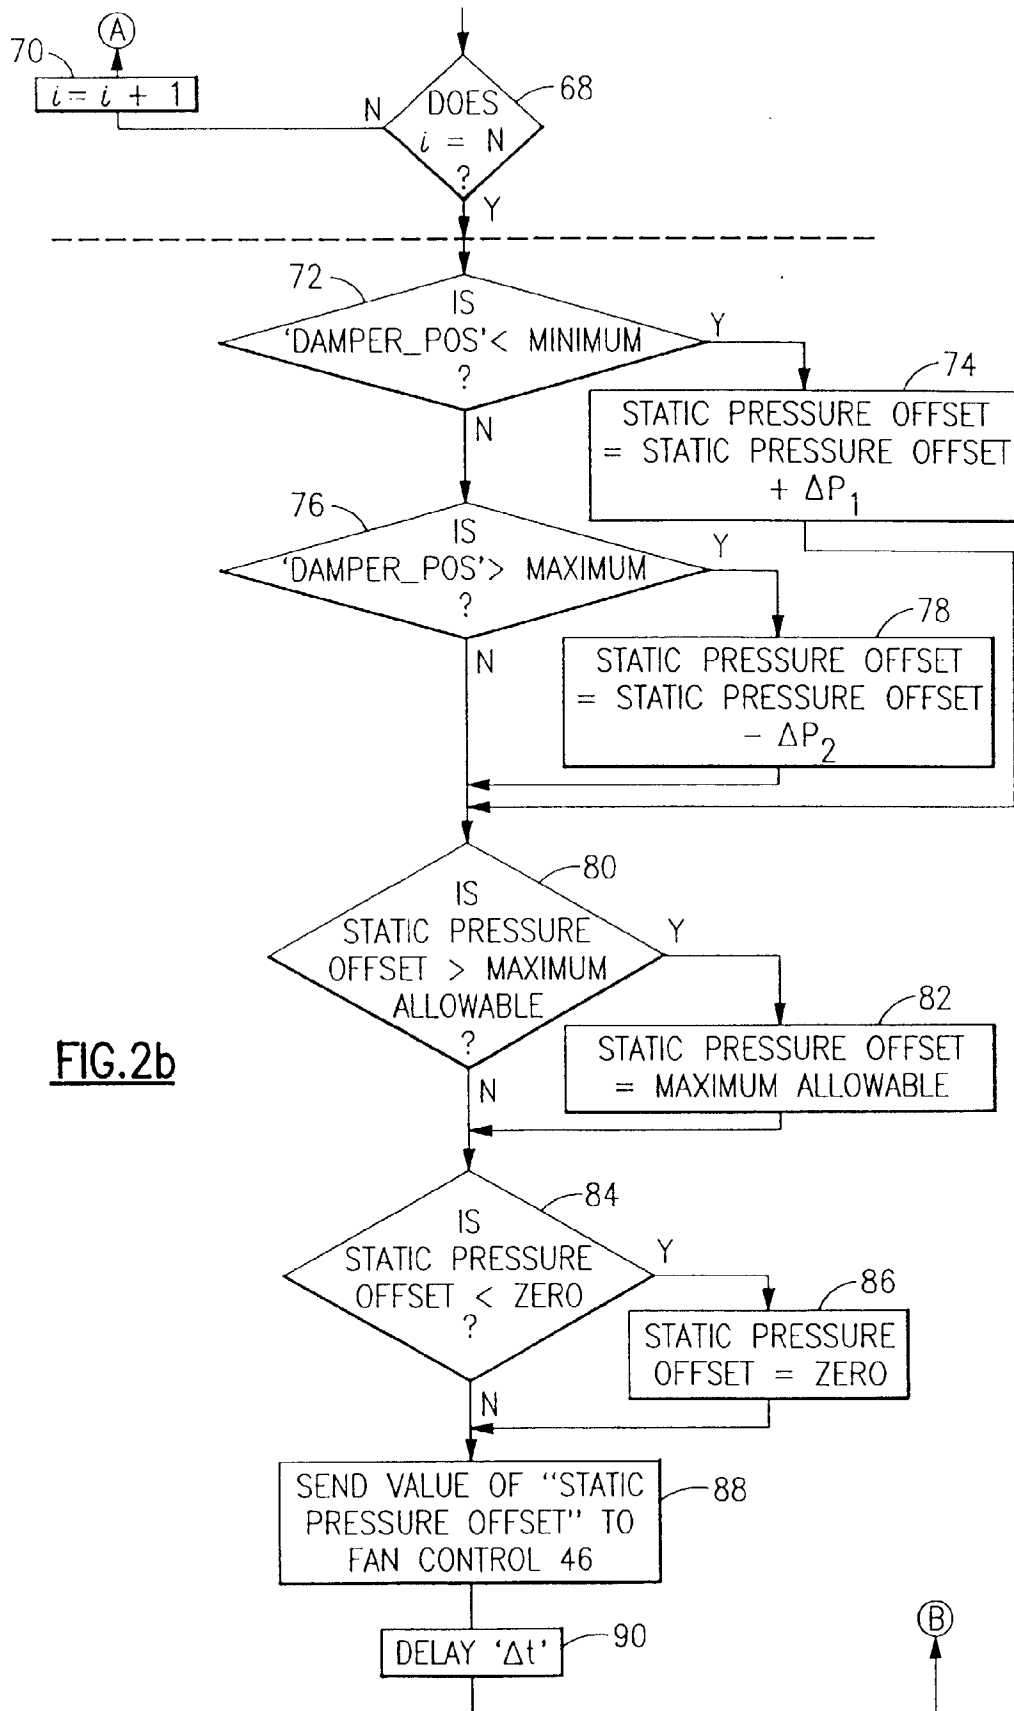 A
70
i = i + 1
N
DOES
i = N
?
68
Y
72
IS
'DAMPER_POS' < MINIMUM
?
Y
N
74
STATIC PRESSURE OFFSET
= STATIC PRESSURE OFFSET
+ ΔP1
76
IS
'DAMPER_POS' > MAXIMUM
?
Y
N
78
STATIC PRESSURE OFFSET
= STATIC PRESSURE OFFSET
- ΔP2
80
IS
STATIC PRESSURE
OFFSET > MAXIMUM
ALLOWABLE
?
Y
N
82
STATIC PRESSURE OFFSET
= MAXIMUM ALLOWABLE
FIG.2b
84
IS
STATIC PRESSURE
OFFSET < ZERO
?
Y
N
86
STATIC PRESSURE
OFFSET = ZERO
SEND VALUE OF "STATIC
PRESSURE OFFSET" TO
FAN CONTROL 46
88
DELAY 'Δt'
90
B